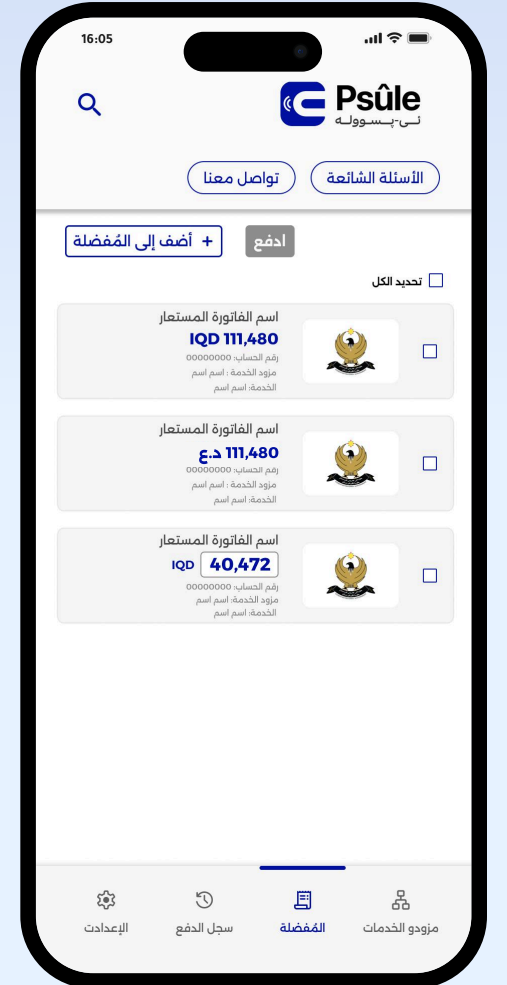 16:05
Psûle
ئـی-پــسـوولـە
الأسئلة الشائعة
تواصل معنا
ادفع
+ أضف إلى المُفضلة
تحديد الكل
اسم الفاتورة المستعار
IQD 111,480
رقم الحساب: 00000000
مزود الخدمة : اسم اسم
الخدمة: اسم اسم
اسم الفاتورة المستعار
111,480 د.ع
رقم الحساب: 00000000
مزود الخدمة : اسم اسم
الخدمة: اسم اسم
اسم الفاتورة المستعار
IQD 40,472
رقم الحساب: 00000000
مزود الخدمة: اسم اسم
الخدمة: اسم اسم
مزودو الخدمات
المُفضلة
سجل الدفع
الإعدادت